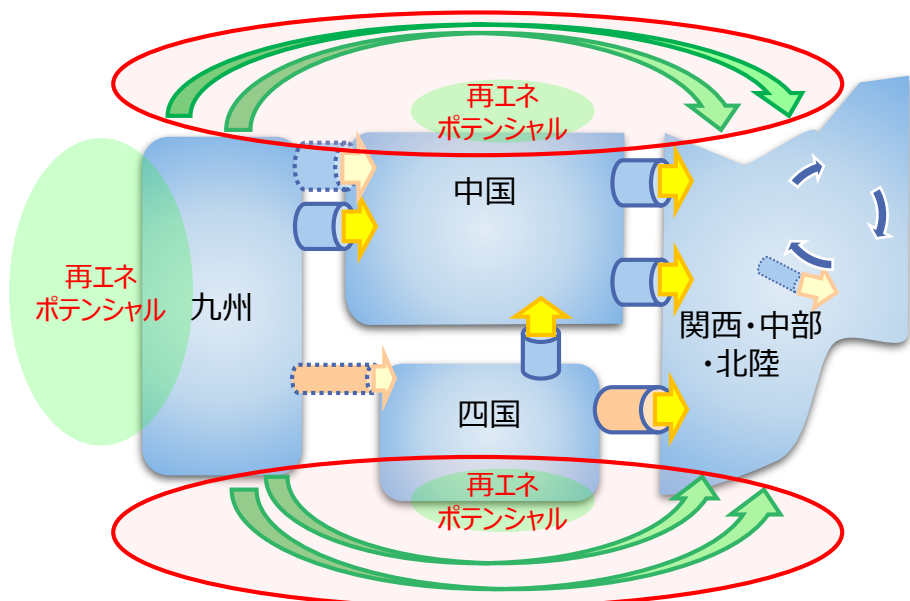 再エネ
ポテンシャル
中国
再エネ
ポテンシャル
九州
関西・中部
・北陸
四国
再エネ
ポテンシャル